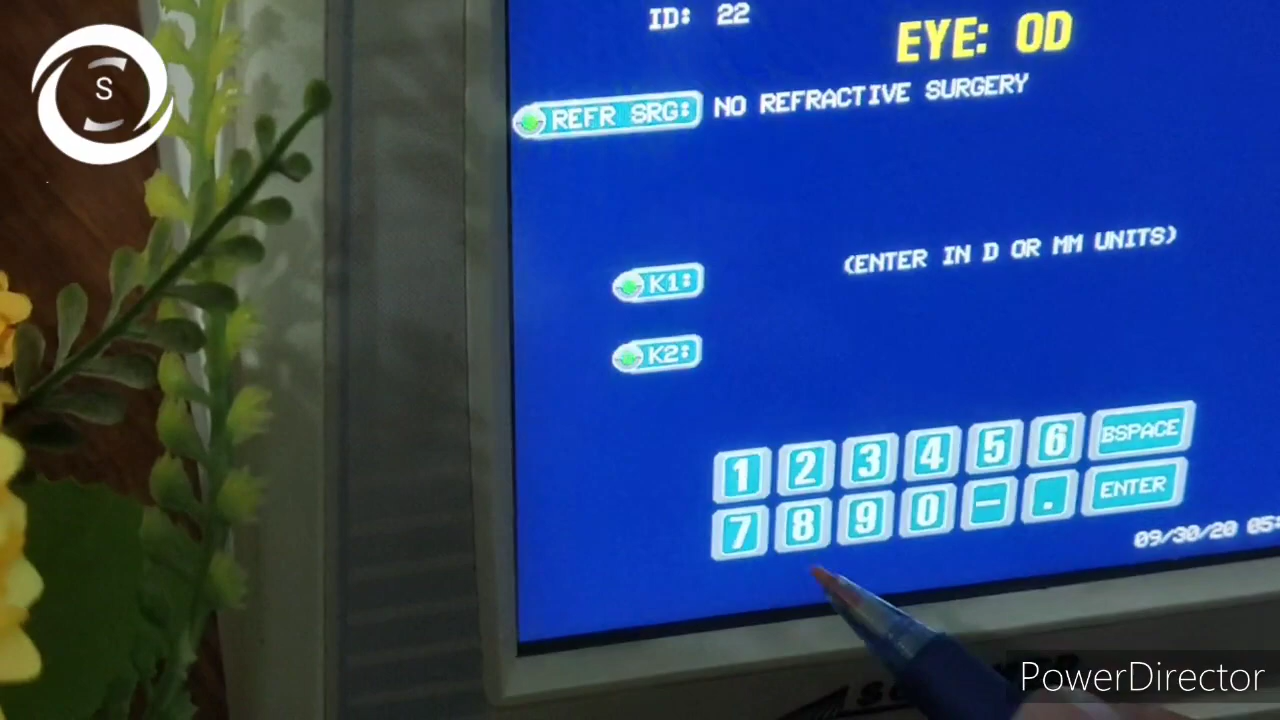 S
ID: 22
EYE: OD
REFR SRG: NO REFRACTIVE SURGERY
(ENTER IN D OR MM UNITS)
K1:
K2:
1 2 3 4 5 6 BSPACE
7 8 9 0 - . ENTER
09/30/20 05:
PowerDirector